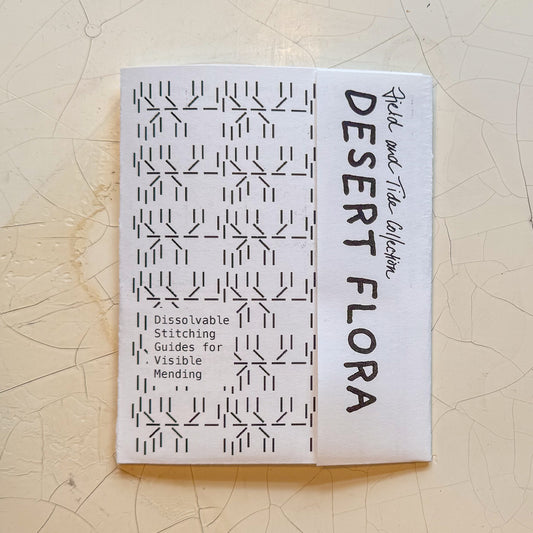 Dissolvable
Stitching
Guides for
Visible
Mending
Field and Tide Collection
DESERT FLORA